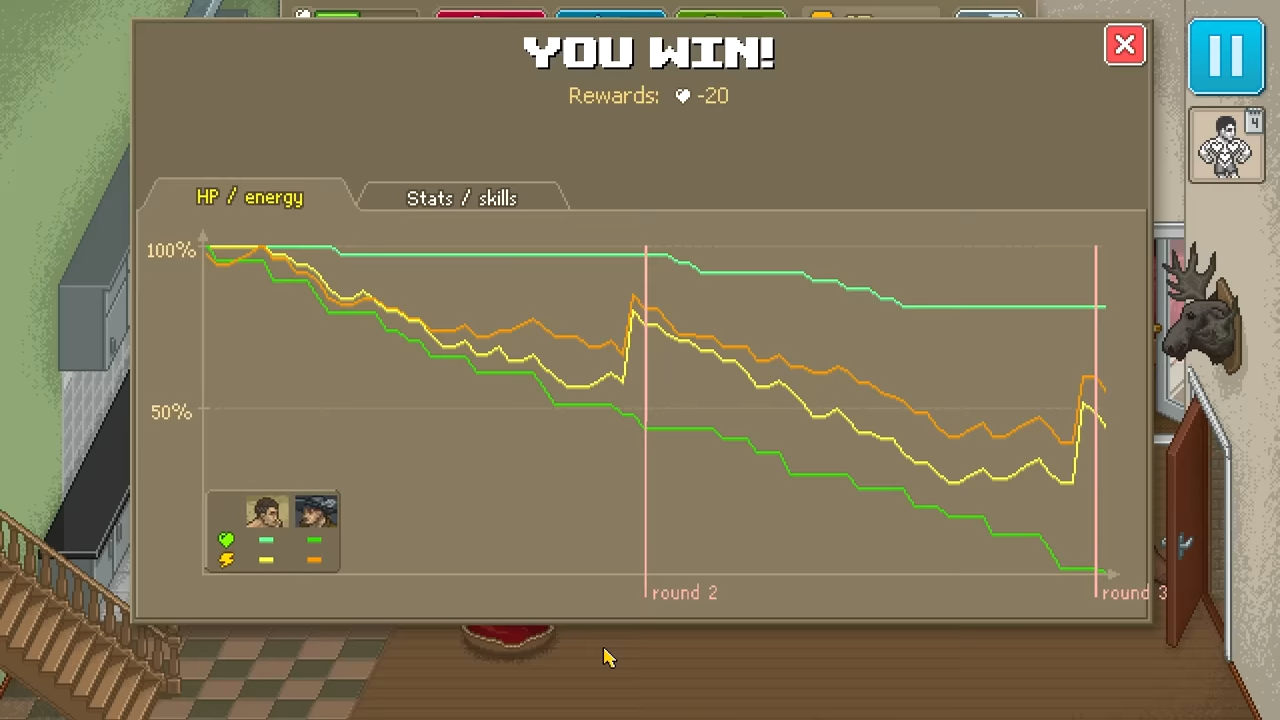 YOU WIN!
Rewards: -20
4
HP / energy
Stats / skills
100%
50%
round 2
round 3